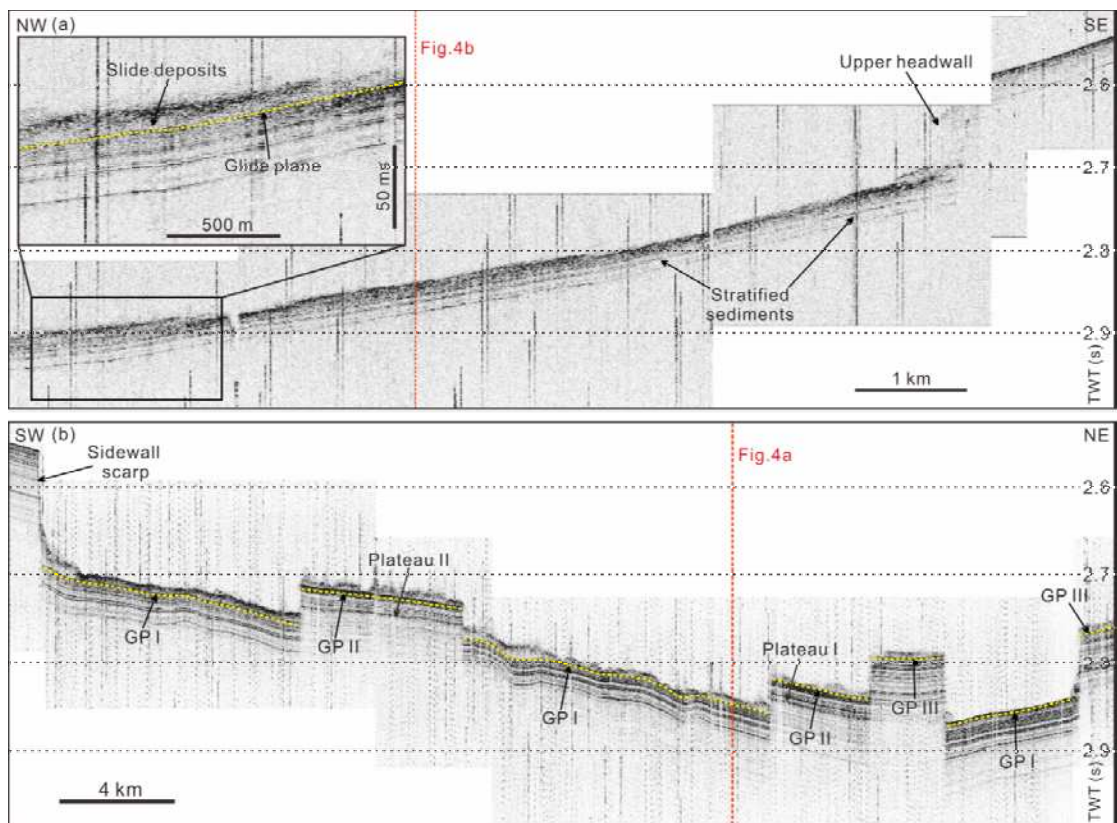 NW (a)
SE
Fig.4b
Slide deposits
Upper headwall
2.6
Glide plane
50 ms
2.7
500 m
2.8
Stratified
sediments
2.9
1 km
TWT (s)
SW (b)
NE
Sidewall
scarp
Fig.4a
2.6
Plateau II
2.7
GP III
GP I
GP II
Plateau I
2.8
GP I
GP III
GP II
GP I
2.9
4 km
TWT (s)